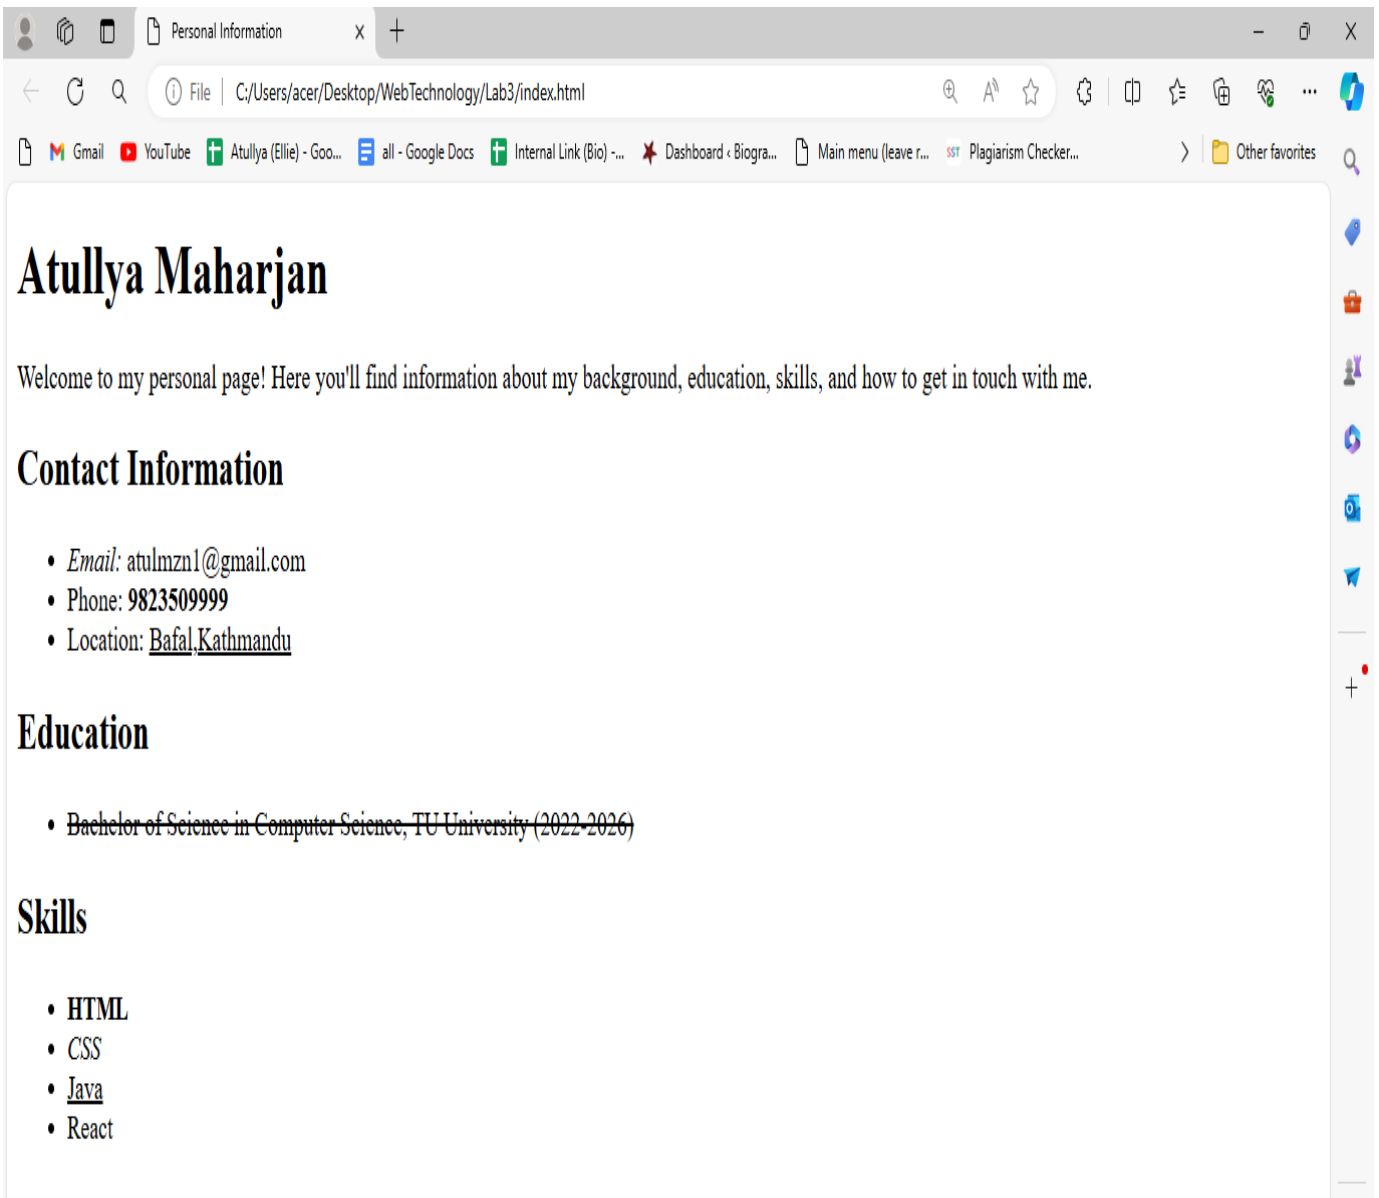 Personal Information
File C:/Users/acer/Desktop/WebTechnology/Lab3/index.html
Gmail YouTube Atullya (Ellie) - Goo... all - Google Docs Internal Link (Bio) -... Dashboard ‹ Biogra... Main menu (leave r... SST Plagiarism Checker... Other favorites
Atullya Maharjan
Welcome to my personal page! Here you'll find information about my background, education, skills, and how to get in touch with me.
Contact Information
• Email: atulmzn1@gmail.com
• Phone: 9823509999
• Location: Bafal,Kathmandu
Education
• Bachelor of Science in Computer Science, TU University (2022-2026)
Skills
• HTML
• CSS
• Java
• React